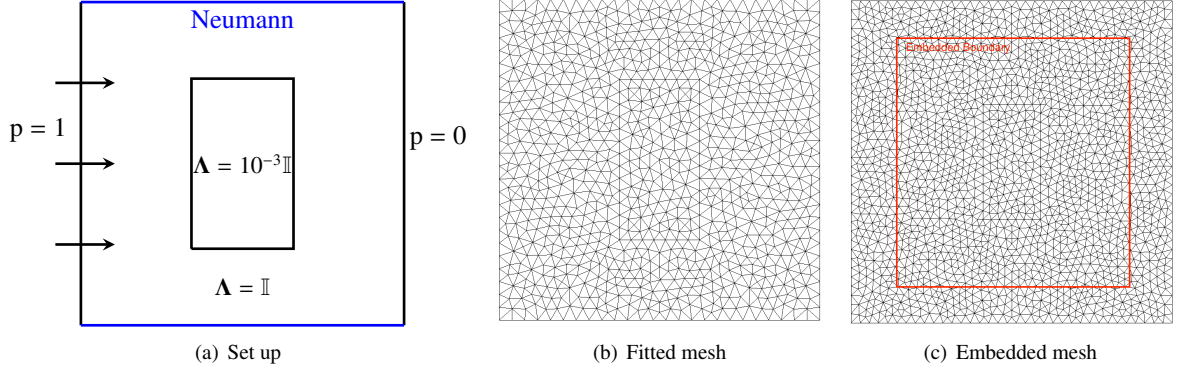 Neumann
p = 1
p = 0
Λ = 10⁻³𝕀
Λ = 𝕀
Embedded Boundary
(a) Set up
(b) Fitted mesh
(c) Embedded mesh